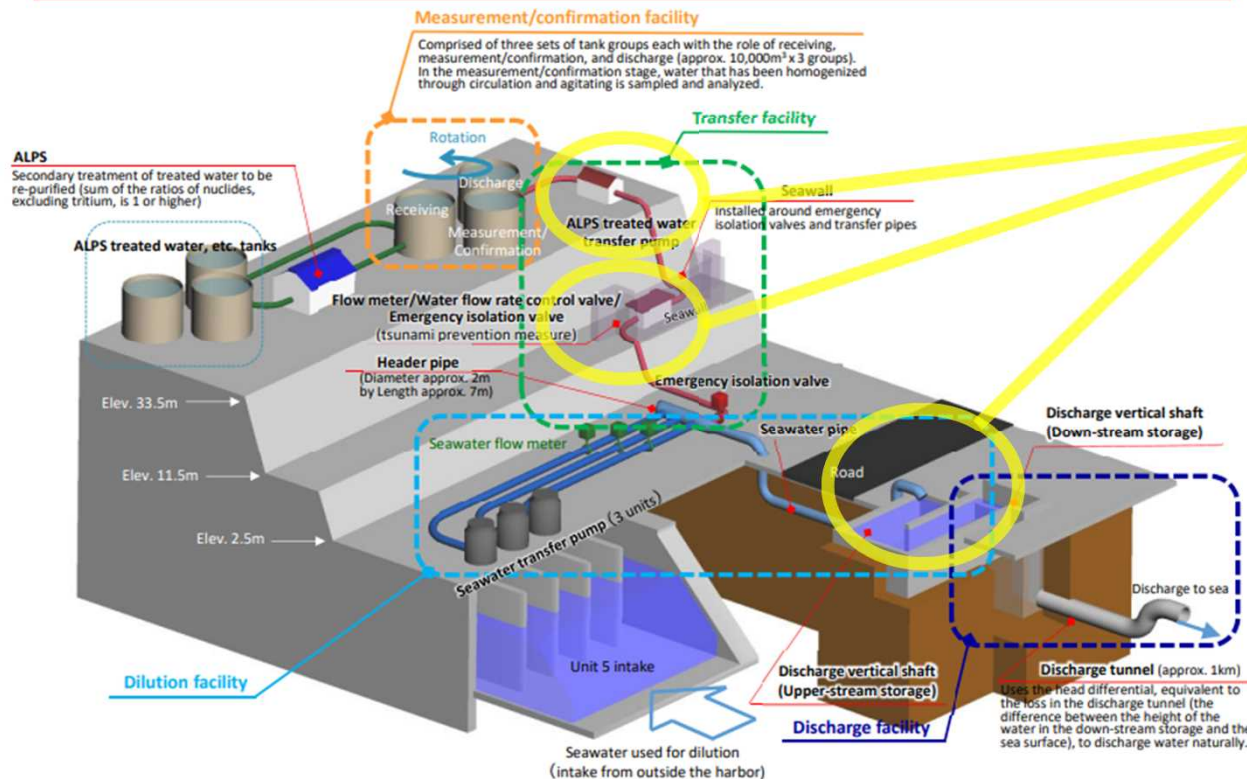 Measurement/confirmation facility
Comprised of three sets of tank groups each with the role of receiving,
measurement/confirmation, and discharge (approx. 10,000m³ x 3 groups).
In the measurement/confirmation stage, water that has been homogenized
through circulation and agitating is sampled and analyzed.
Transfer facility
Rotation
ALPS
Secondary treatment of treated water to be
re-purified (sum of the ratios of nuclides,
excluding tritium, is 1 or higher)
Discharge
Receiving
Measurement/
Confirmation
Seawall
Installed around emergency
isolation valves and transfer pipes
ALPS treated water
transfer pump
ALPS treated water, etc. tanks
Flow meter/Water flow rate control valve/
Emergency isolation valve
(tsunami prevention measure)
Seawall
Header pipe
(Diameter approx. 2m
by Length approx. 7m)
Emergency isolation valve
Elev. 33.5m
Seawater flow meter
Seawater pipe
Discharge vertical shaft
(Down-stream storage)
Road
Elev. 11.5m
Elev. 2.5m
Seawater transfer pump (3 units)
Discharge to sea
Unit 5 intake
Dilution facility
Discharge vertical shaft
(Upper-stream storage)
Discharge tunnel (approx. 1km)
Uses the head differential, equivalent to
the loss in the discharge tunnel (the
difference between the height of the
water in the down-stream storage and the
sea surface), to discharge water naturally.
Discharge facility
Seawater used for dilution
(intake from outside the harbor)